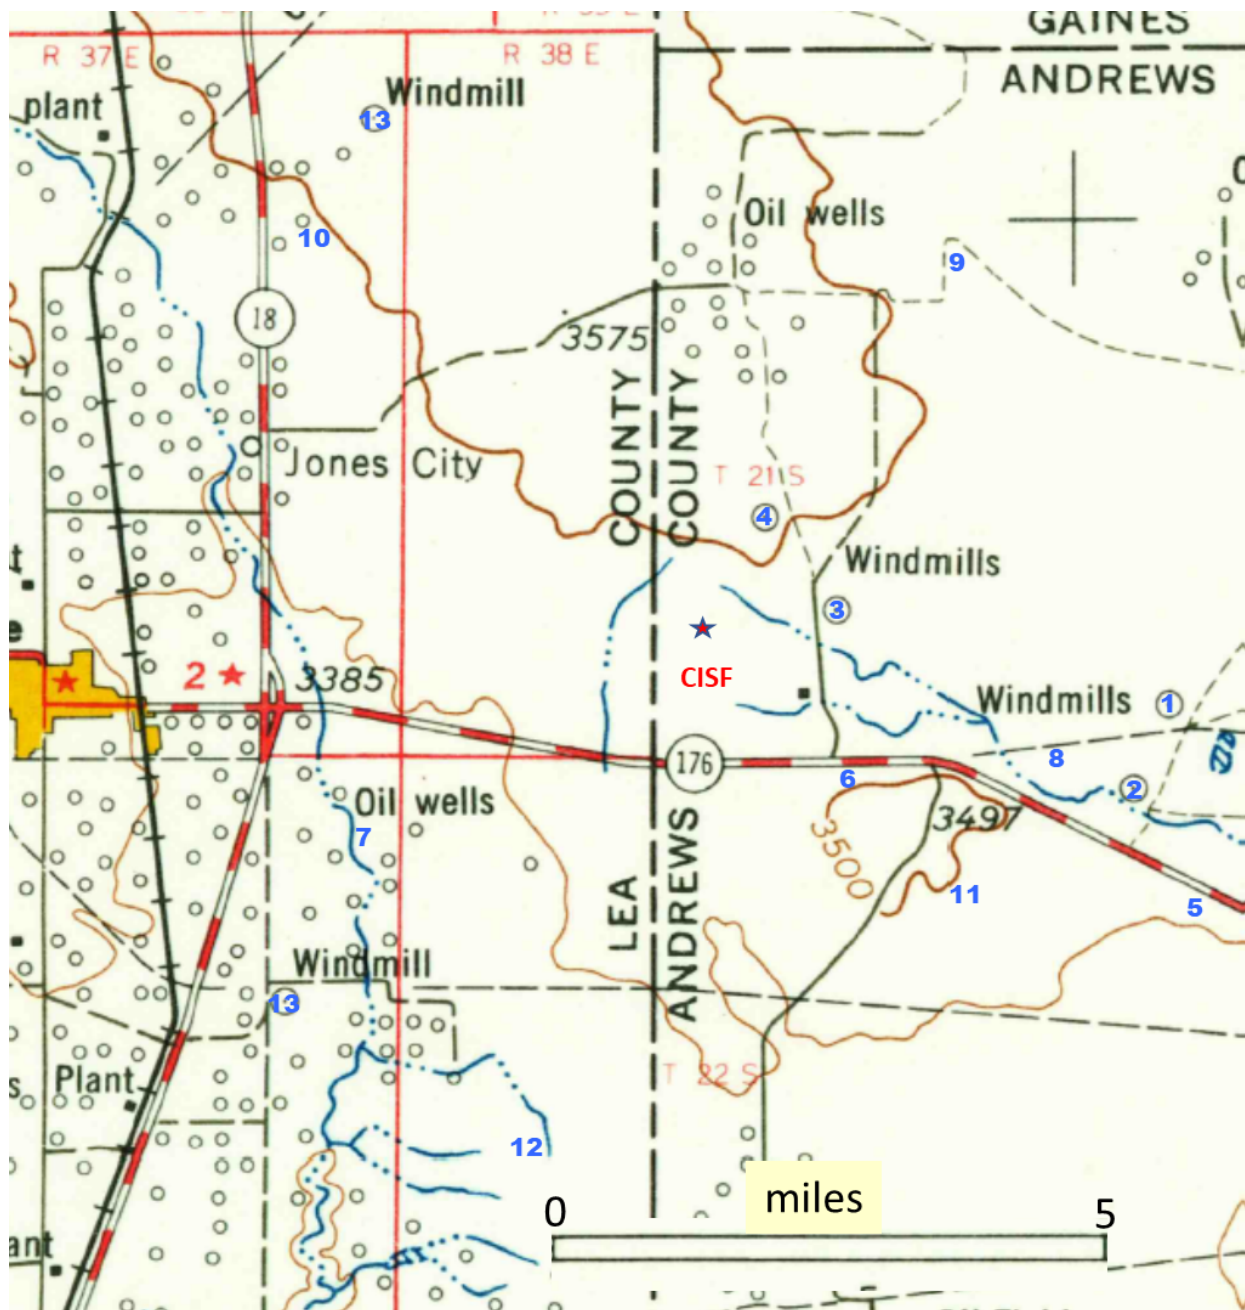 GAINES
R 37 E
R 38 E
ANDREWS
Windmill
plant
13
Oil wells
10
9
18
3575
COUNTY
COUNTY
Jones City
T 21 S
4
Windmills
3
2
3385
CISF
Windmills
1
176
8
6
2
Oil wells
7
3497
3500
11
5
LEA
ANDREWS
Windmill
13
Plant
T 22 S
12
miles
0
5